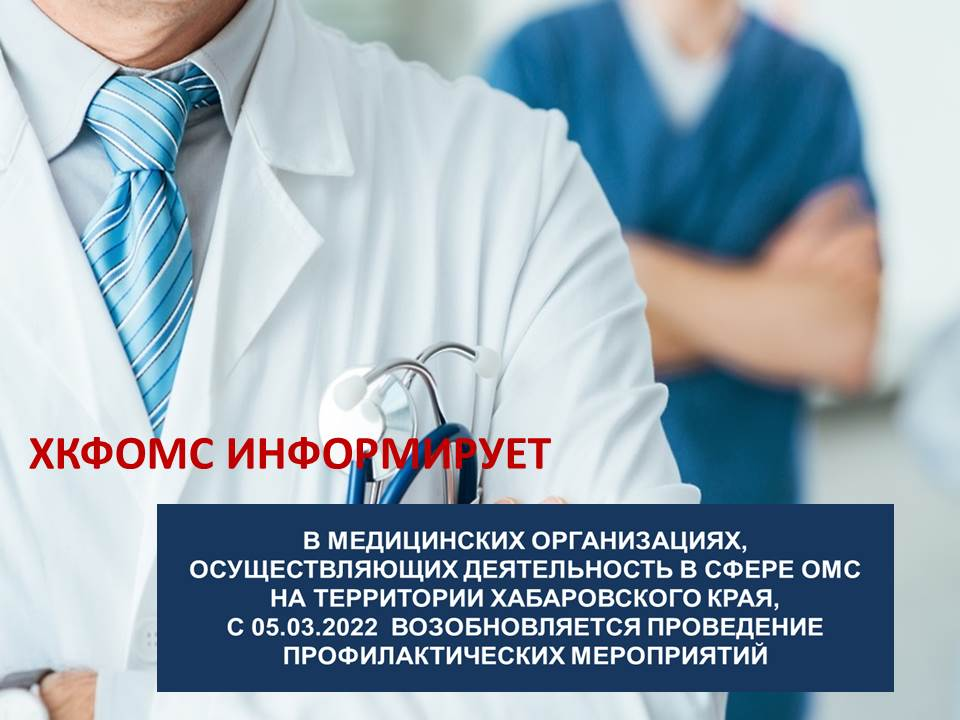 ХКФОМС ИНФОРМИРУЕТ
В МЕДИЦИНСКИХ ОРГАНИЗАЦИЯХ,
ОСУЩЕСТВЛЯЮЩИХ ДЕЯТЕЛЬНОСТЬ В СФЕРЕ ОМС
НА ТЕРРИТОРИИ ХАБАРОВСКОГО КРАЯ,
С 05.03.2022 ВОЗОБНОВЛЯЕТСЯ ПРОВЕДЕНИЕ
ПРОФИЛАКТИЧЕСКИХ МЕРОПРИЯТИЙ